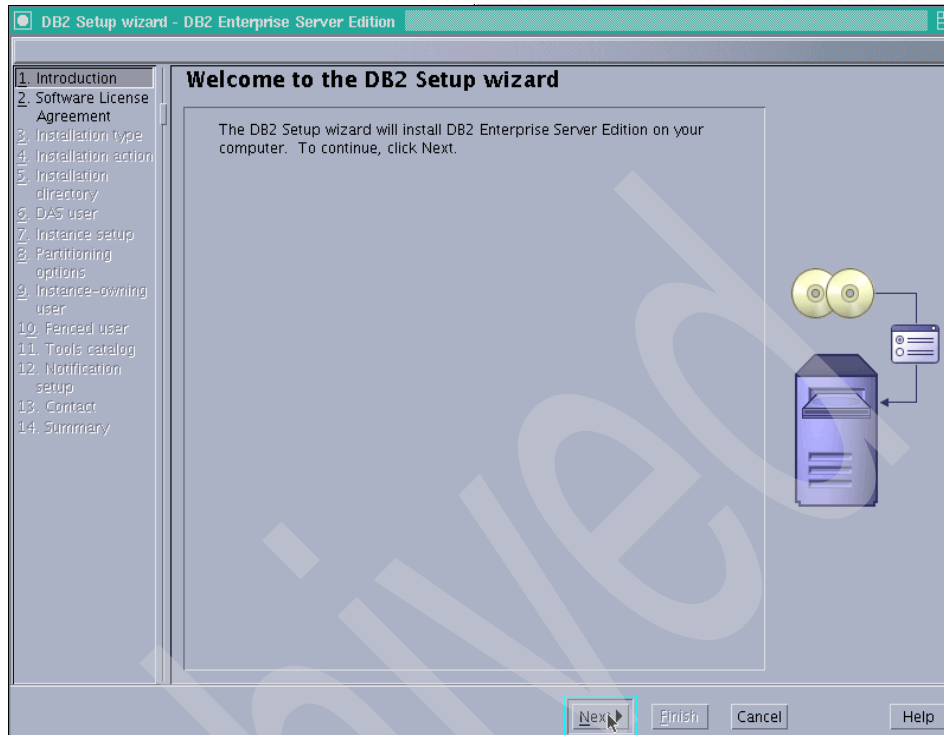 DB2 Setup wizard - DB2 Enterprise Server Edition
1. Introduction
2. Software License
Agreement
3. Installation type
4. Installation action
5. Installation
directory
6. DAS user
7. Instance setup
8. Partitioning
options
9. Instance-owning
user
10. Fenced user
11. Tools catalog
12. Notification
setup
13. Contact
14. Summary
Welcome to the DB2 Setup wizard
The DB2 Setup wizard will install DB2 Enterprise Server Edition on your
computer. To continue, click Next.
Next
Finish
Cancel
Help